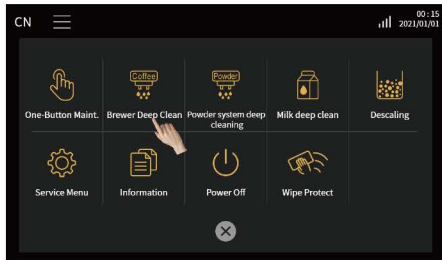 CN
00:15
2021/01/01
Coffee
Powder
One-Button Maint.
Brewer Deep Clean
Powder system deep
cleaning
Milk deep clean
Descaling
Service Menu
Information
Power Off
Wipe Protect